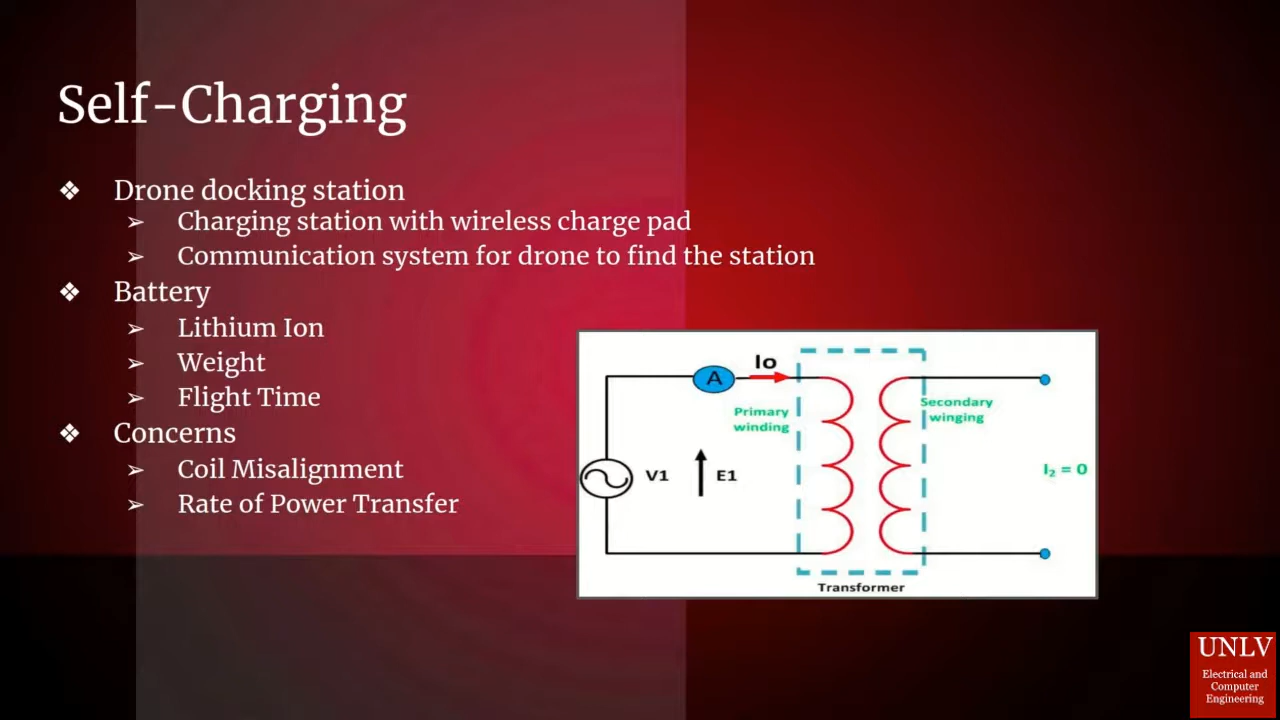 Self-Charging
❖ Drone docking station
➢ Charging station with wireless charge pad
➢ Communication system for drone to find the station
❖ Battery
➢ Lithium Ion
➢ Weight
➢ Flight Time
❖ Concerns
➢ Coil Misalignment
➢ Rate of Power Transfer
A
Io
Primary
winding
Secondary
winging
V1
E1
I₂ = 0
Transformer
UNLV
Electrical and
Computer
Engineering